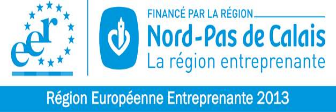 eer
FINANCÉ PAR LA RÉGION
Nord-Pas de Calais
La région entreprenante
Région Européenne Entreprenante 2013